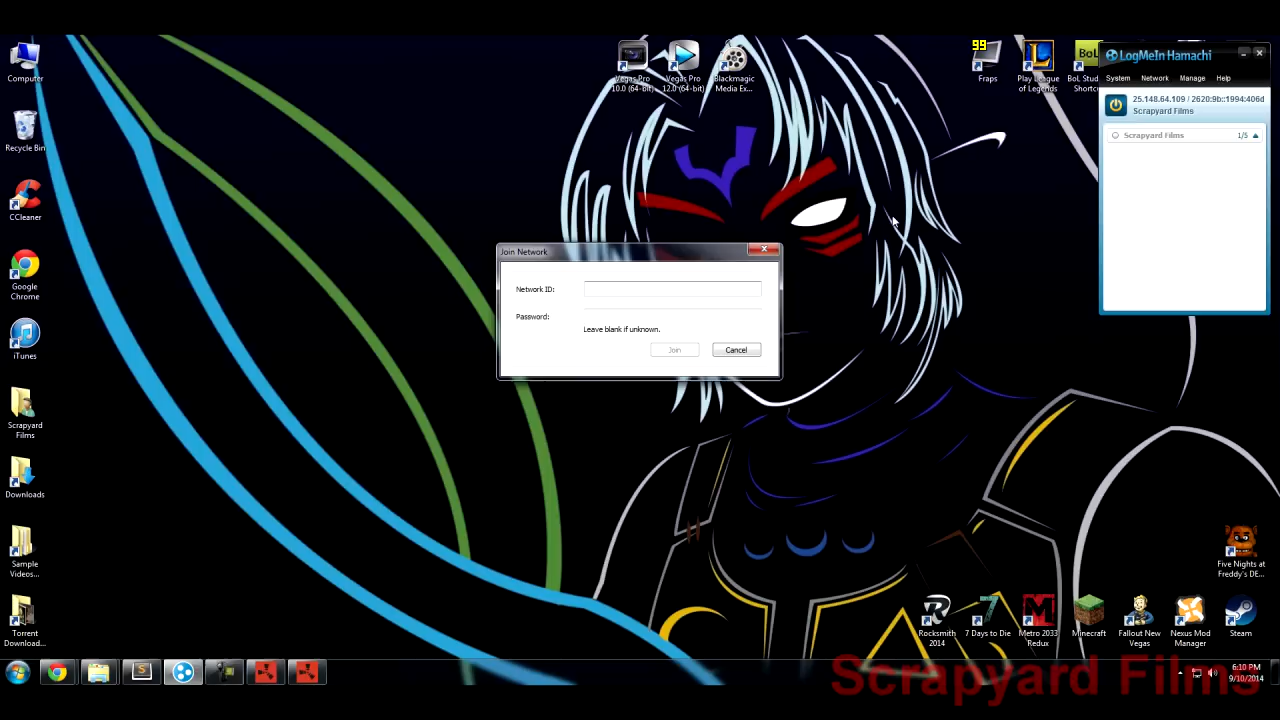 Computer
Recycle Bin
CCleaner
Google
Chrome
iTunes
Scrapyard
Films
Downloads
Sample
Videos...
Torrent
Download...
Vegas Pro
10.0 (64-bit)
Vegas Pro
12.0 (64-bit)
Blackmagic
Media Ex...
99
Fraps
Play League
of Legends
BoL
BoL Stud
Shortc
LogMeIn Hamachi
System Network Manage Help
25.148.64.109 / 2620:9b::1994:406d
Scrapyard Films
Scrapyard Films 1/5
Join Network
Network ID:
Password:
Leave blank if unknown.
Join Cancel
Five Nights at
Freddy's DE...
Rocksmith
2014
7
7 Days to Die
Metro 2033
Redux
Minecraft
Fallout New
Vegas
Nexus Mod
Manager
Steam
6:10 PM
9/10/2014
Scrapyard Films